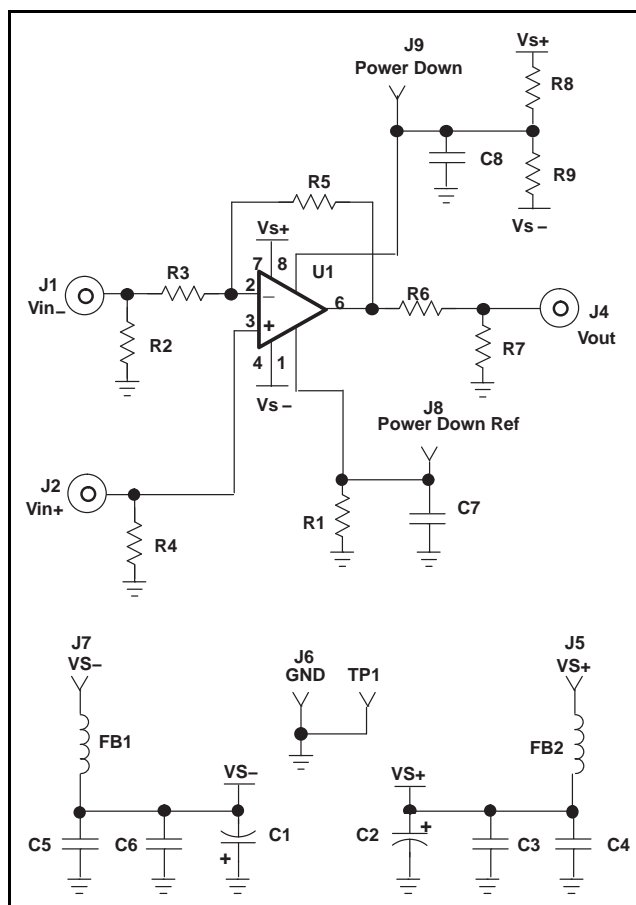 J9
Power Down
Vs+
R8
C8
R9
Vs−
R5
Vs+
7 8
U1
J1
Vin−
R3
2 −
6
R6
J4
Vout
3 +
R2
R7
4 1
Vs−
J8
Power Down Ref
J2
Vin+
R1
C7
R4
J7
VS−
J6
GND
TP1
J5
VS+
FB1
FB2
VS−
VS+
C5
C6
C1
+
C2
+
C3
C4